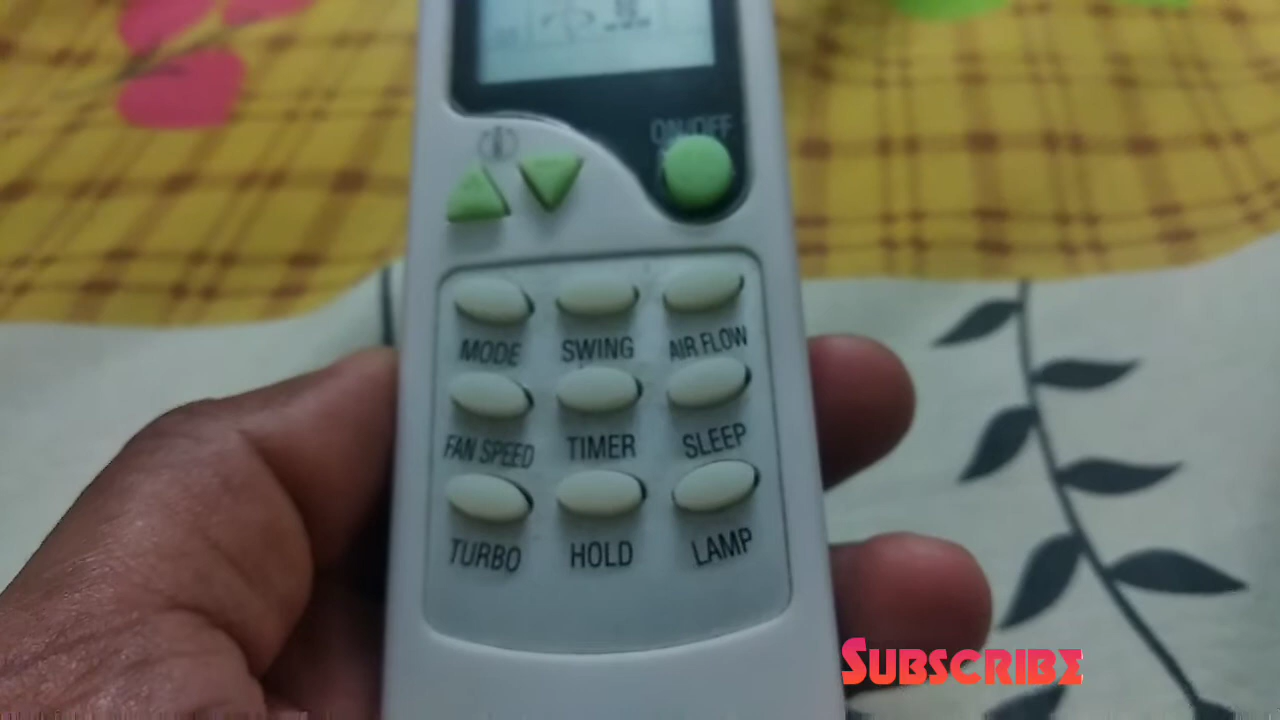 ON/OFF
MODE SWING AIR FLOW
FAN SPEED TIMER SLEEP
TURBO HOLD LAMP
SUBSCRIBE